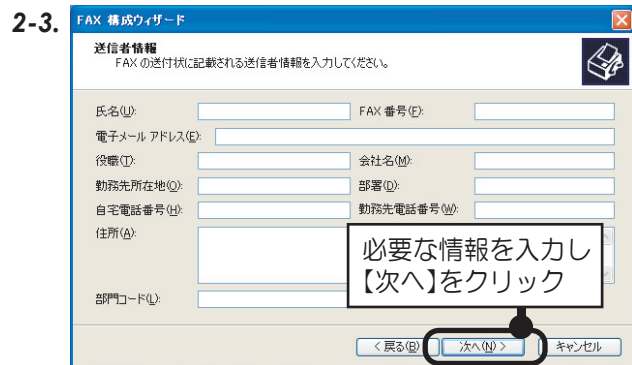 2-3.
FAX 構成ウィザード
送信者情報
FAX の送付状に記載される送信者情報を入力してください。
氏名(U): FAX 番号(F):
電子メール アドレス(E):
役職(T): 会社名(M):
勤務先所在地(O): 部署(D):
自宅電話番号(H): 勤務先電話番号(W):
住所(A):
必要な情報を入力し
【次へ】をクリック
部門コード(L):
< 戻る(B) 次へ(N) > キャンセル